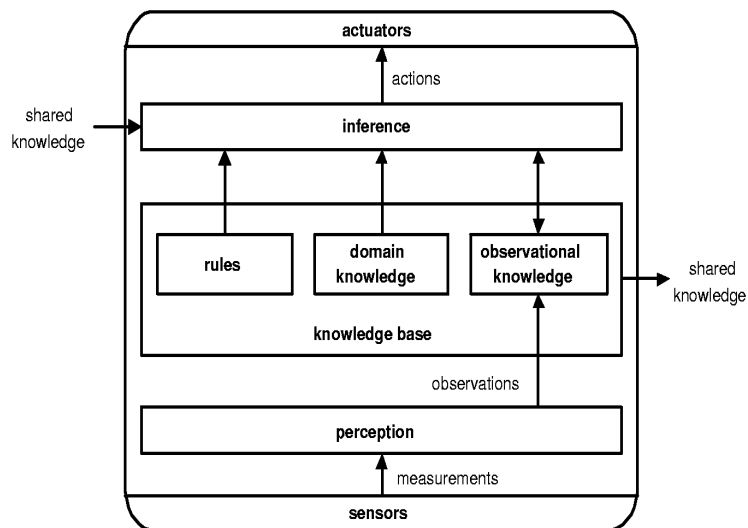 actuators
actions
shared
knowledge
inference
rules
domain
knowledge
observational
knowledge
shared
knowledge
knowledge base
observations
perception
measurements
sensors